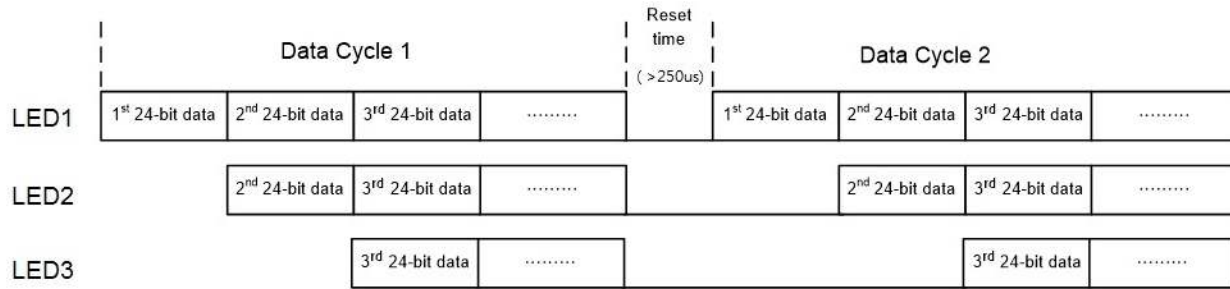 Reset
time
( >250us)
Data Cycle 1
Data Cycle 2
LED1 1st 24-bit data 2nd 24-bit data 3rd 24-bit data ········· 1st 24-bit data 2nd 24-bit data 3rd 24-bit data ·········
LED2 2nd 24-bit data 3rd 24-bit data ········· 2nd 24-bit data 3rd 24-bit data ·········
LED3 3rd 24-bit data ········· 3rd 24-bit data ·········